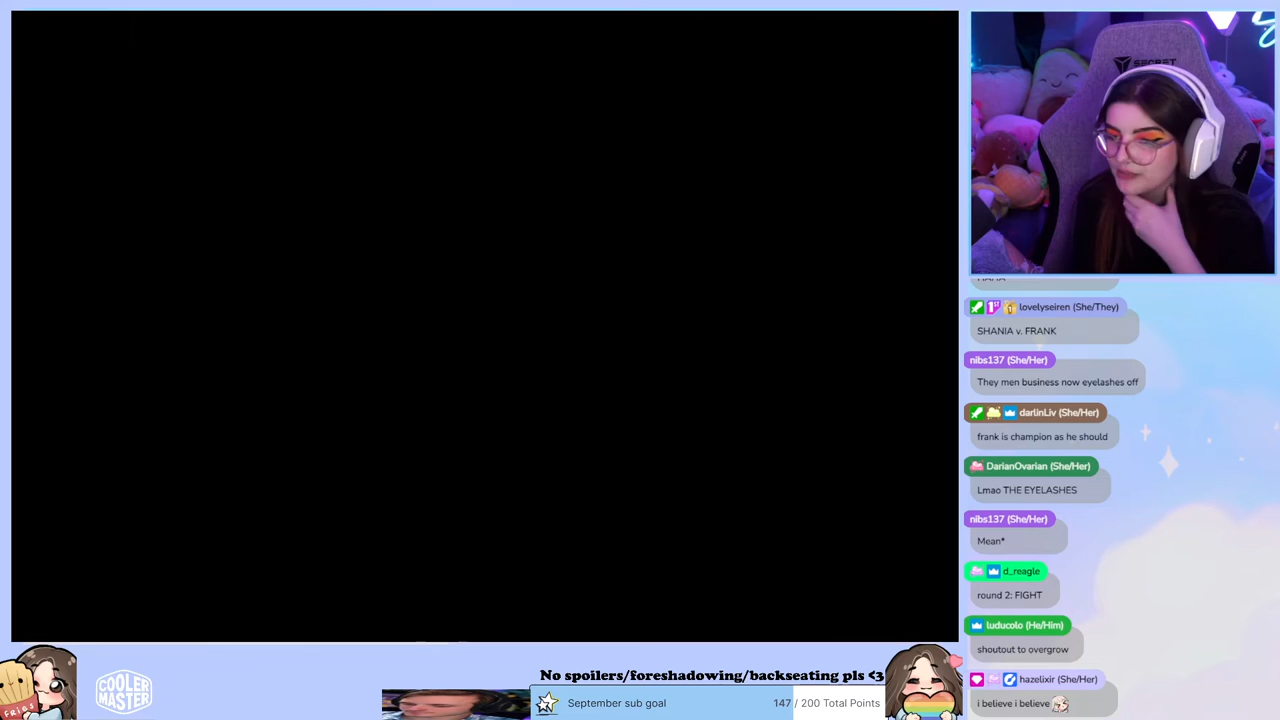 SECRET
lovelyseiren (She/They)
SHANIA v. FRANK
nibs137 (She/Her)
They men business now eyelashes off
darlinLiv (She/Her)
frank is champion as he should
DarianOvarian (She/Her)
Lmao THE EYELASHES
nibs137 (She/Her)
Mean*
d_reagle
round 2: FIGHT
luducolo (He/Him)
shoutout to overgrow
hazelixir (She/Her)
i believe i believe
No spoilers/foreshadowing/backseating pls <3
September sub goal
147 / 200 Total Points
COOLER
MASTER
FRIES